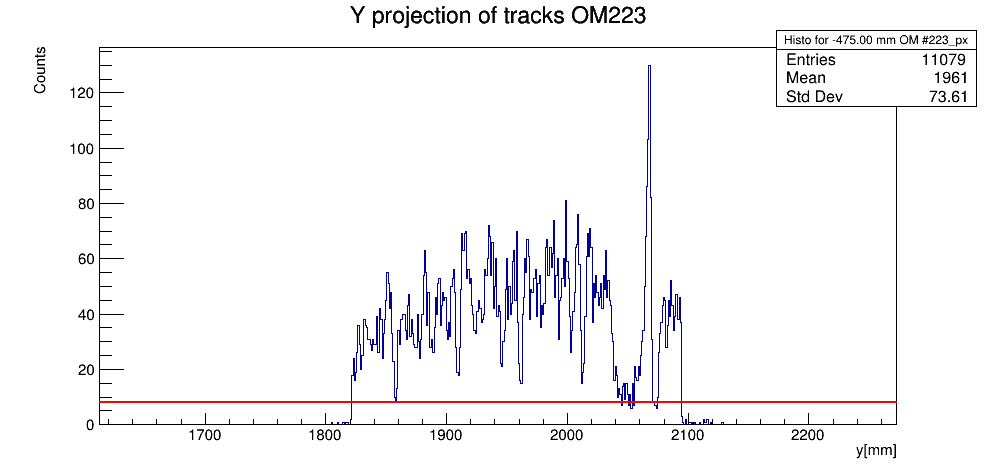 Y projection of tracks OM223
Histo for -475.00 mm OM #223_px
Entries 11079
Mean 1961
Std Dev 73.61
Counts
120
100
80
60
40
20
0
1700 1800 1900 2000 2100 2200
y[mm]